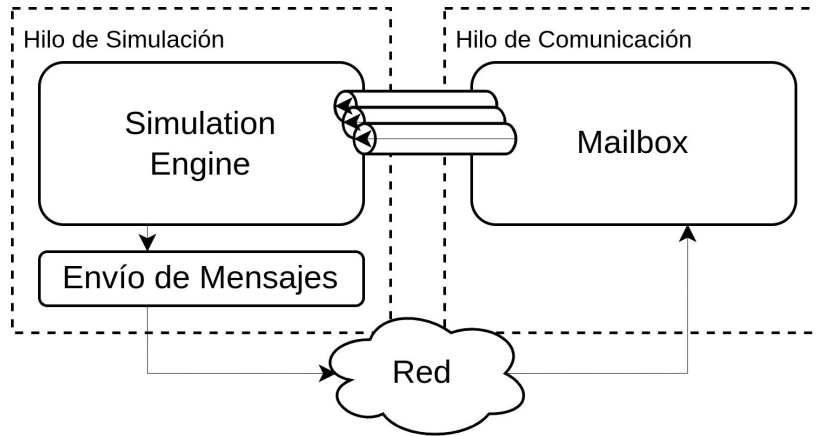 Hilo de Simulación
Hilo de Comunicación
Simulation
Engine
Mailbox
Envío de Mensajes
Red